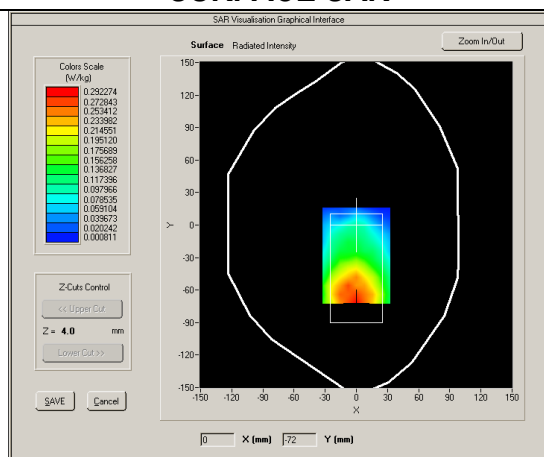 SAR Visualisation Graphical Interface
Surface Radiated Intensity
Zoom In/Out
Colors Scale
(W/kg)
0.292274
0.272843
0.253412
0.233982
0.214551
0.195120
0.175689
0.156258
0.136827
0.117396
0.097966
0.078535
0.059104
0.039673
0.020242
0.000811
Z-Cuts Control
<< Upper Cut
Z = 4.0 mm
Lower Cut >>
SAVE
Cancel
150
120
90
60
30
0
-30
-60
-90
-120
-150
Y
-150 -120 -90 -60 -30 0 30 60 90 120 150
X
0 X (mm) -72 Y (mm)